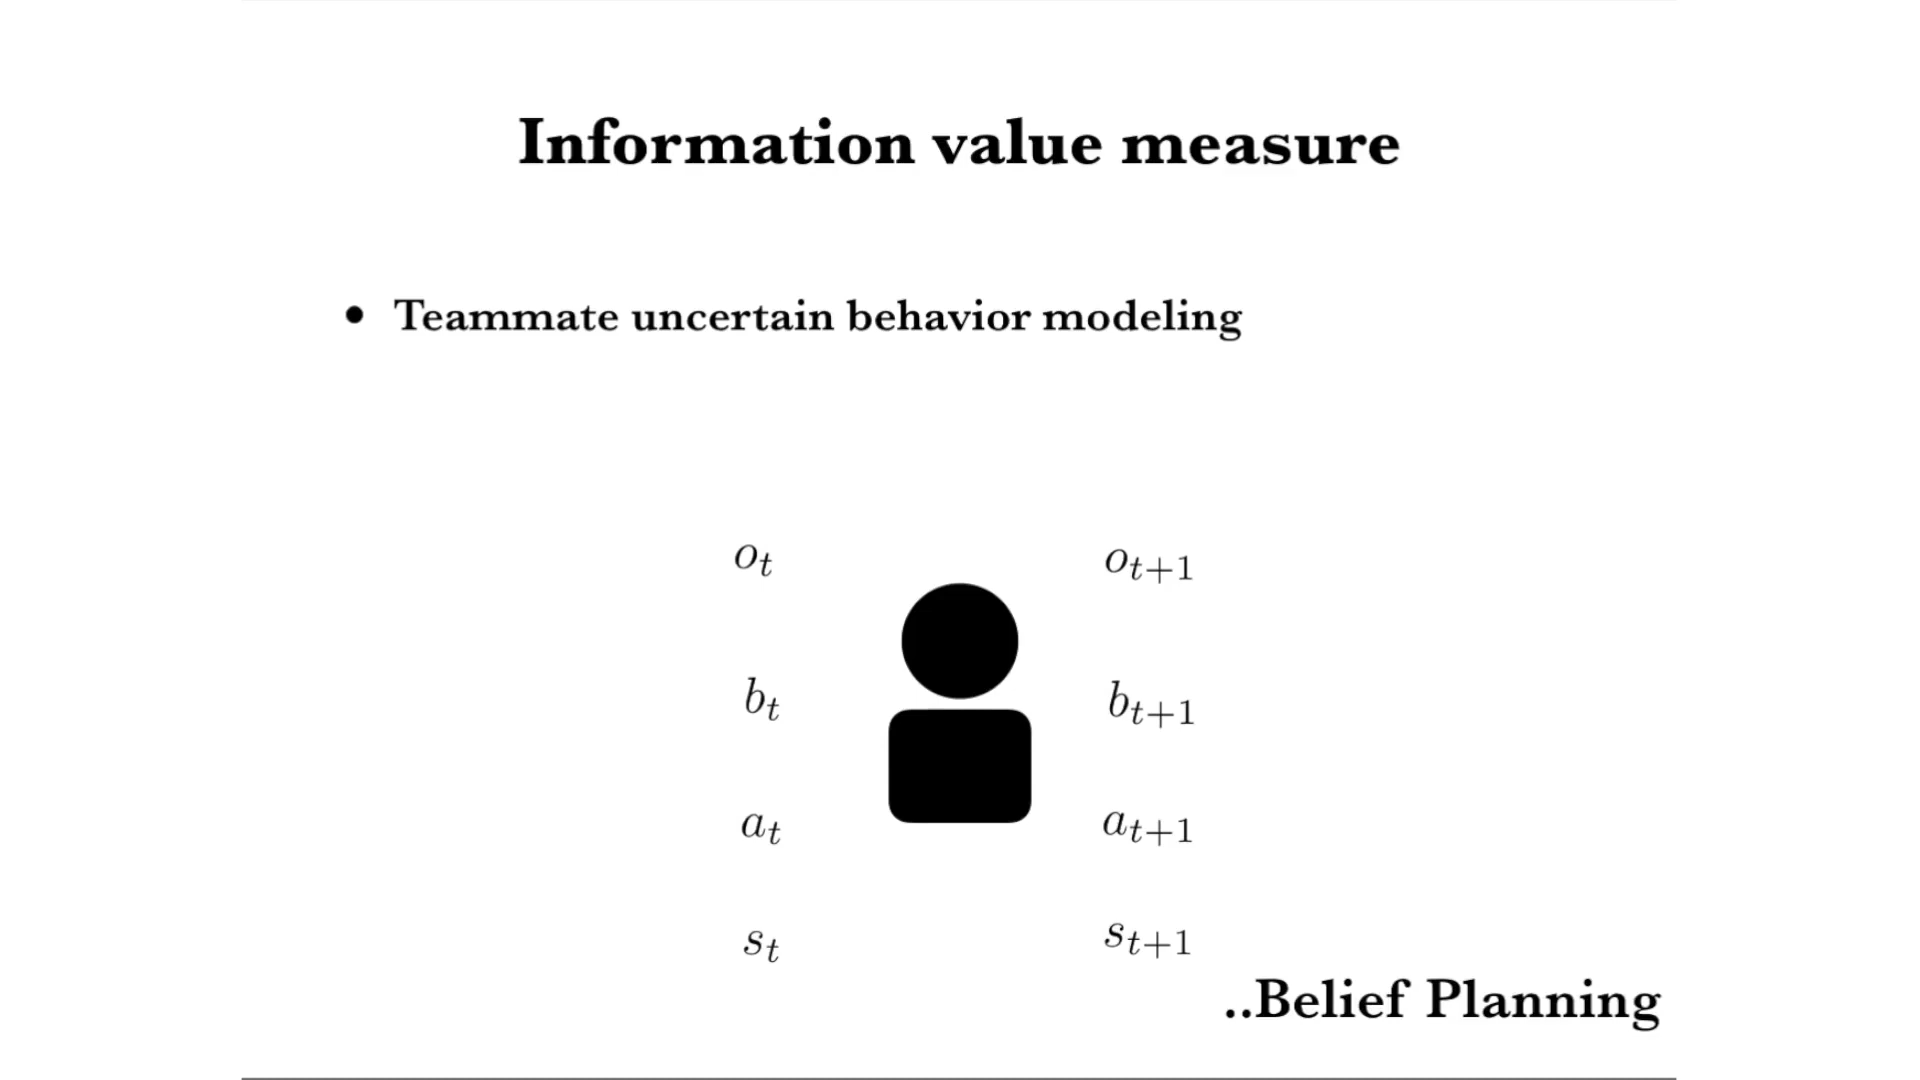 Information value measure
• Teammate uncertain behavior modeling
o_t o_{t+1}
b_t b_{t+1}
a_t a_{t+1}
s_t s_{t+1}
..Belief Planning